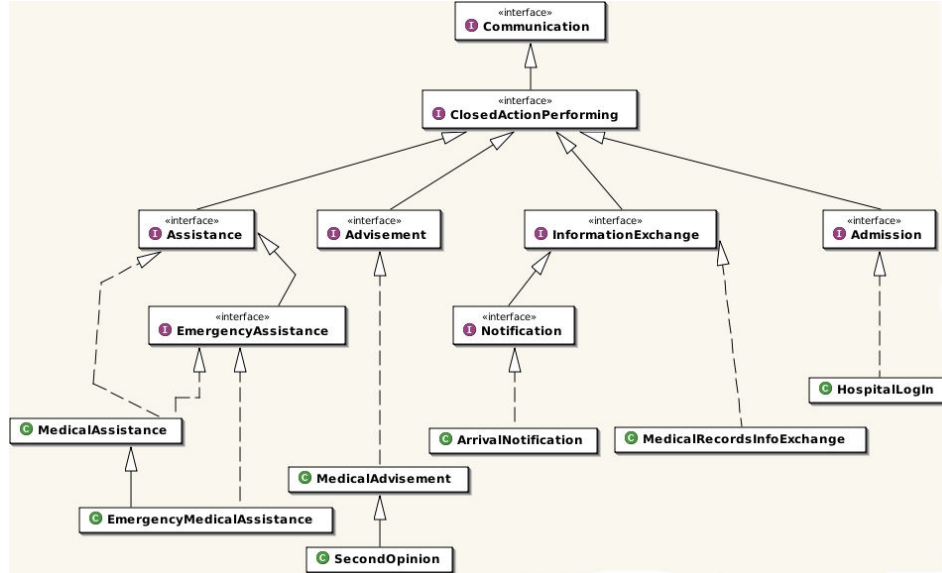 «interface»
I Communication
«interface»
I ClosedActionPerforming
«interface»
I Assistance
«interface»
I Advisement
«interface»
I InformationExchange
«interface»
I Admission
«interface»
I EmergencyAssistance
«interface»
I Notification
C HospitalLogIn
C MedicalAssistance
C ArrivalNotification
C MedicalRecordsInfoExchange
C MedicalAdvisement
C EmergencyMedicalAssistance
C SecondOpinion